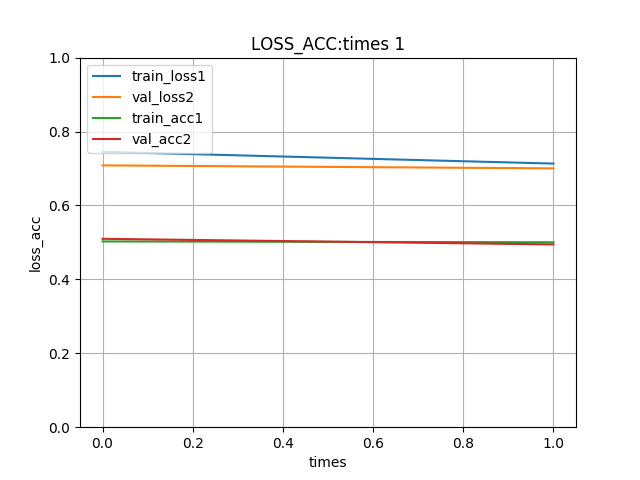 LOSS_ACC:times 1
train_loss1
val_loss2
train_acc1
val_acc2
1.0
0.8
0.6
0.4
0.2
0.0
loss_acc
0.0 0.2 0.4 0.6 0.8 1.0
times